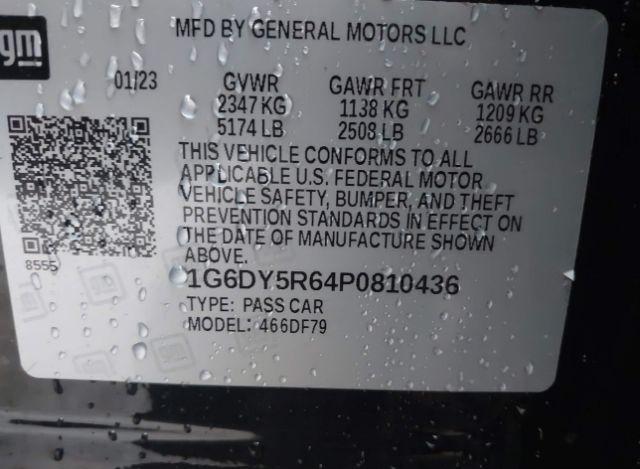 gm
MFD BY GENERAL MOTORS LLC
01/23 GVWR GAWR FRT GAWR RR
2347 KG 1138 KG 1209 KG
5174 LB 2508 LB 2666 LB
THIS VEHICLE CONFORMS TO ALL
APPLICABLE U.S. FEDERAL MOTOR
VEHICLE SAFETY, BUMPER, AND THEFT
PREVENTION STANDARDS IN EFFECT ON
THE DATE OF MANUFACTURE SHOWN
ABOVE.
8555
1G6DY5R64P0810436
TYPE: PASS CAR
MODEL: 466DF79